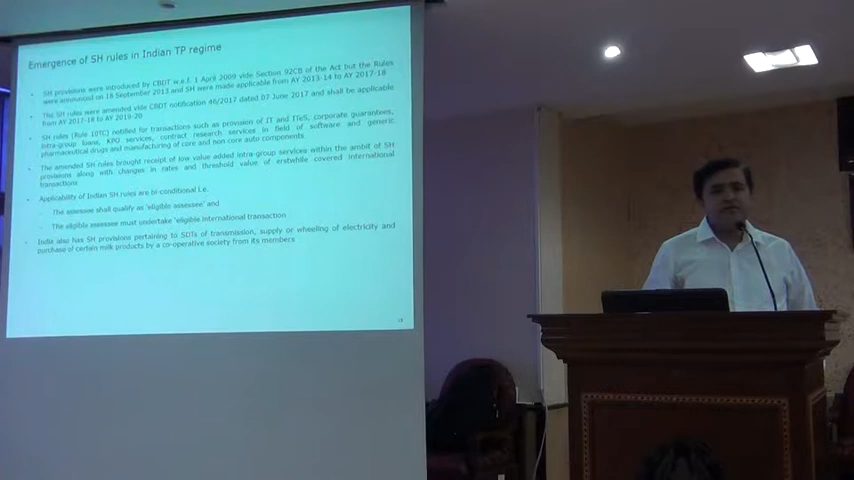 Emergence of SH rules in Indian TP regime
SH provisions were introduced by CBDT w.e.f. 1 April 2009 vide Section 92CB of the Act but the Rules
were announced on 18 September 2013 and SH were made applicable from AY 2013-14 to AY 2017-18
The SH rules were amended vide CBDT notification 46/2017 dated 07 June 2017 and shall be applicable
from AY 2017-18 to AY 2019-20
SH rules (Rule 10TC) notified for transactions such as provision of IT and ITeS, corporate guarantees,
intra-group loans, KPO services, contract research services in field of software and generic
pharmaceutical drugs and manufacturing of core and non core auto components
The amended SH rules brought receipt of low value added intra-group services within the ambit of SH
provisions along with changes in rates and threshold value of erstwhile covered international
transactions
Applicability of Indian SH rules are bi-conditional i.e.
The assessee shall qualify as 'eligible assessee' and
The eligible assessee must undertake 'eligible international transaction'
India also has SH provisions pertaining to SDTs of transmission, supply or wheeling of electricity and
purchase of certain milk products by a co-operative society from its members